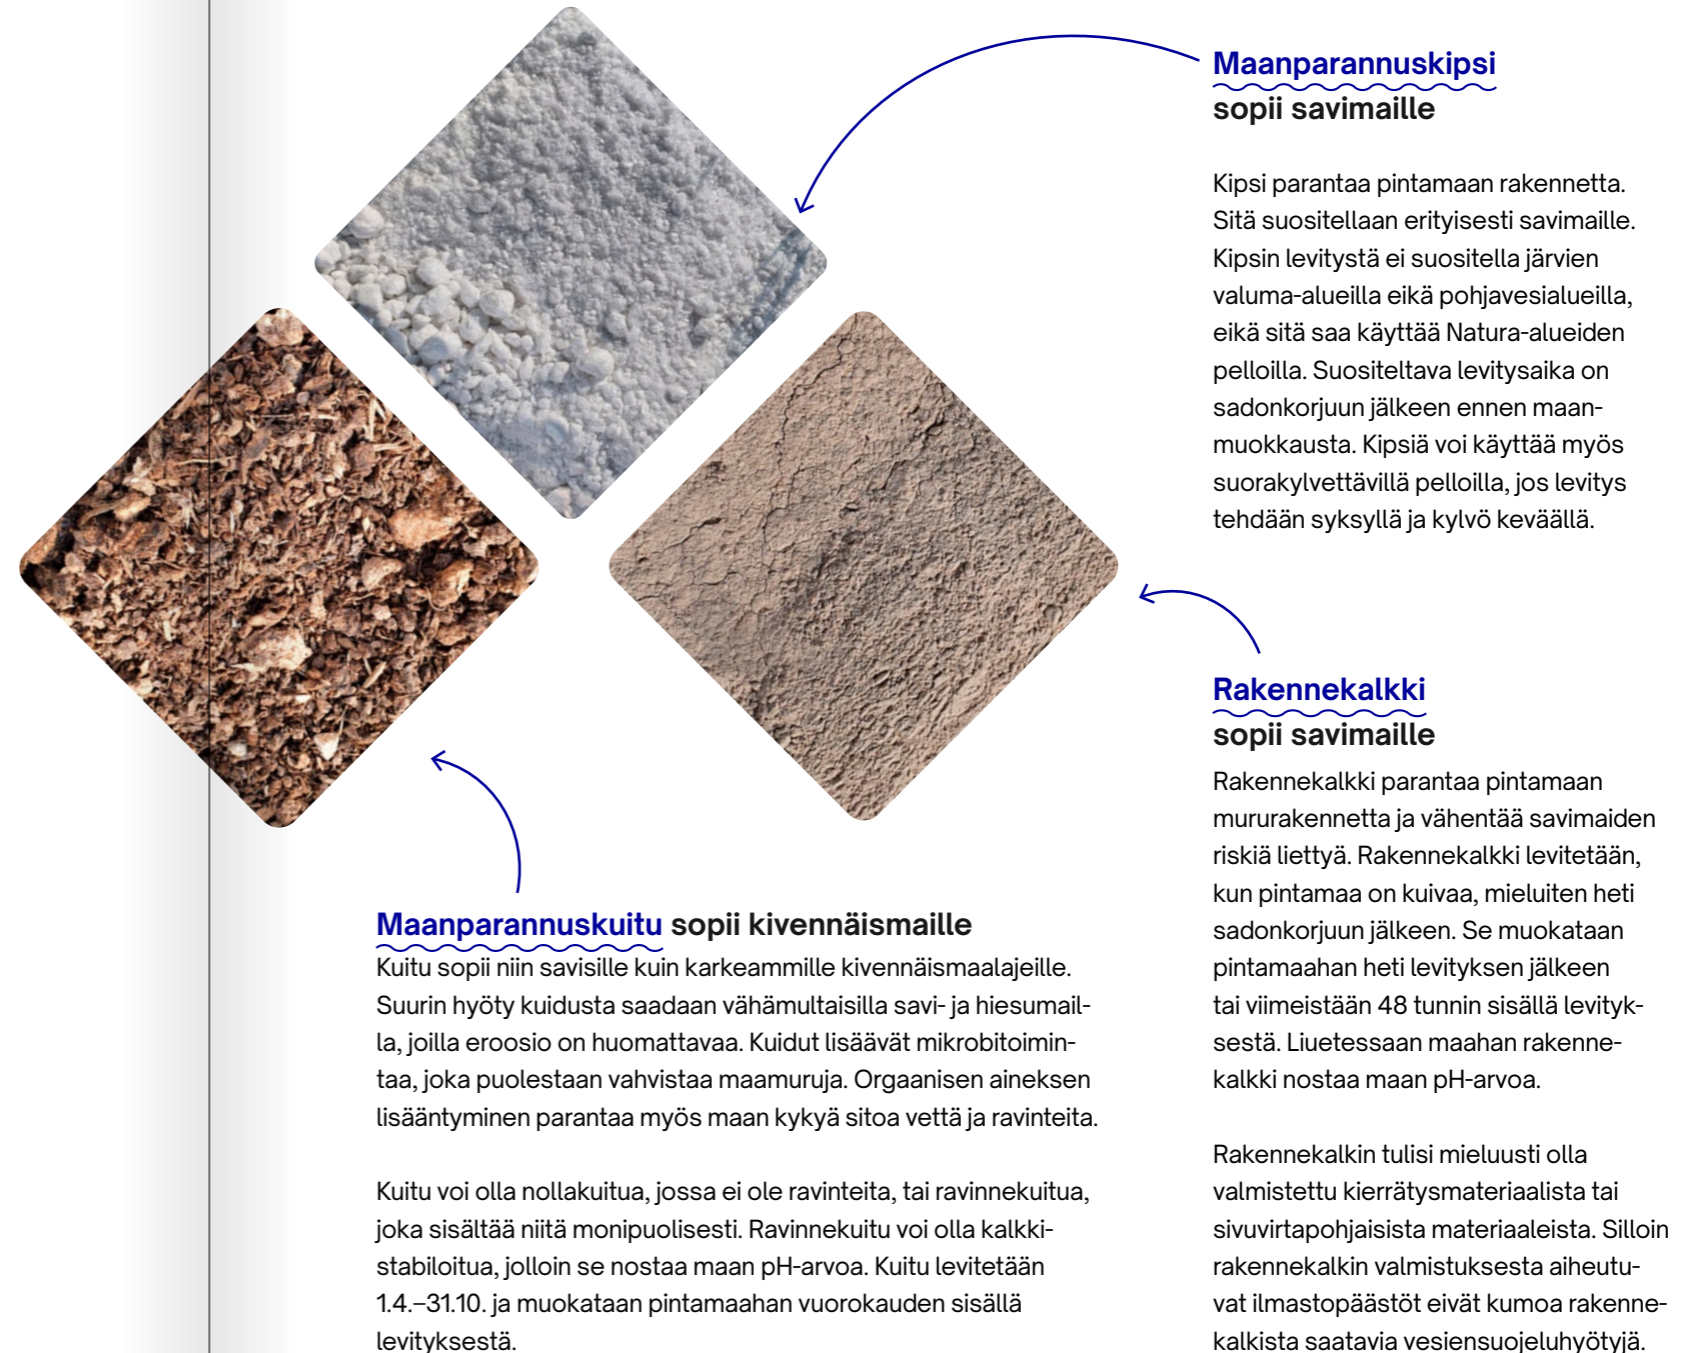 Maanparannuskipsi
sopii savimaille
Kipsi parantaa pintamaan rakennetta.
Sitä suositellaan erityisesti savimaille.
Kipsin levitystä ei suositella järvien
valuma-alueilla eikä pohjavesialueilla,
eikä sitä saa käyttää Natura-alueiden
pelloilla. Suositeltava levitysaika on
sadonkorjuun jälkeen ennen maan-
muokkausta. Kipsiä voi käyttää myös
suorakylvettävillä pelloilla, jos levitys
tehdään syksyllä ja kylvö keväällä.
Rakennekalkki
sopii savimaille
Rakennekalkki parantaa pintamaan
mururakennetta ja vähentää savimaiden
riskiä liettyä. Rakennekalkki levitetään,
kun pintamaa on kuivaa, mieluiten heti
sadonkorjuun jälkeen. Se muokataan
pintamaahan heti levityksen jälkeen
tai viimeistään 48 tunnin sisällä levityk-
sestä. Liuetessaan maahan rakenne-
kalkki nostaa maan pH-arvoa.
Rakennekalkin tulisi mieluusti olla
valmistettu kierrätysmateriaalista tai
sivuvirtapohjaisista materiaaleista. Silloin
rakennekalkin valmistuksesta aiheutu-
vat ilmastopäästöt eivät kumoa rakenne-
kalkista saatavia vesiensuojeluhyötyjä.
Maanparannuskuitu sopii kivennäismaille
Kuitu sopii niin savisille kuin karkeammille kivennäismaalajeille.
Suurin hyöty kuidusta saadaan vähämultaisilla savi- ja hiesumail-
la, joilla eroosio on huomattavaa. Kuidut lisäävät mikrobitoimin-
taa, joka puolestaan vahvistaa maamuruja. Orgaanisen aineksen
lisääntyminen parantaa myös maan kykyä sitoa vettä ja ravinteita.
Kuitu voi olla nollakuitua, jossa ei ole ravinteita, tai ravinnekuitua,
joka sisältää niitä monipuolisesti. Ravinnekuitu voi olla kalkki-
stabiloitua, jolloin se nostaa maan pH-arvoa. Kuitu levitetään
1.4.–31.10. ja muokataan pintamaahan vuorokauden sisällä
levityksestä.